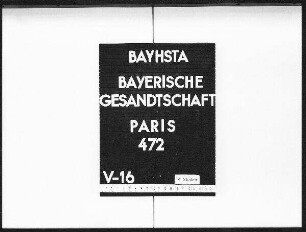 BAYHSTA
BAYERISCHE
GESANDTSCHAFT
PARIS
472
V-16